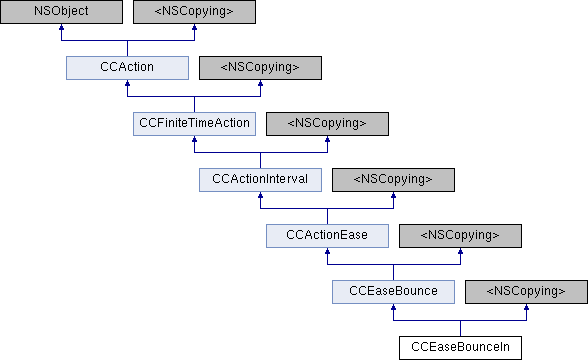 NSObject
<NSCopying>
CCAction
<NSCopying>
CCFiniteTimeAction
<NSCopying>
CCActionInterval
<NSCopying>
CCActionEase
<NSCopying>
CCEaseBounce
<NSCopying>
CCEaseBounceIn